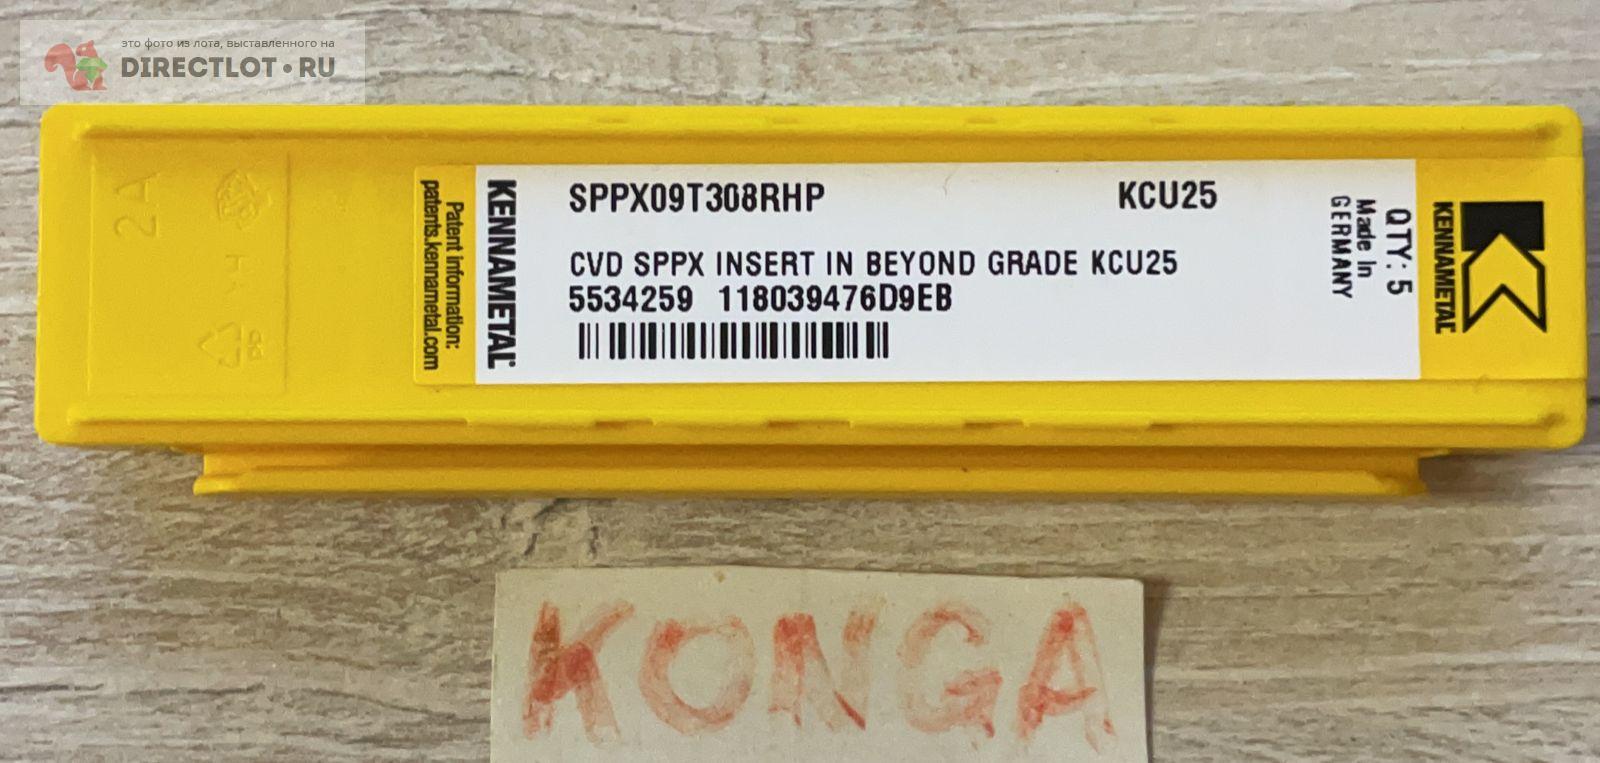 это фото из лота, выставленного на
DIRECTLOT•RU
2A
Patent information:
patents.kennametal.com
KENNAMETAL
SPPX09T308RHP KCU25
CVD SPPX INSERT IN BEYOND GRADE KCU25
5534259 118039476D9EB
QTY: 5
Made In
GERMANY
KENNAMETAL
KONGA